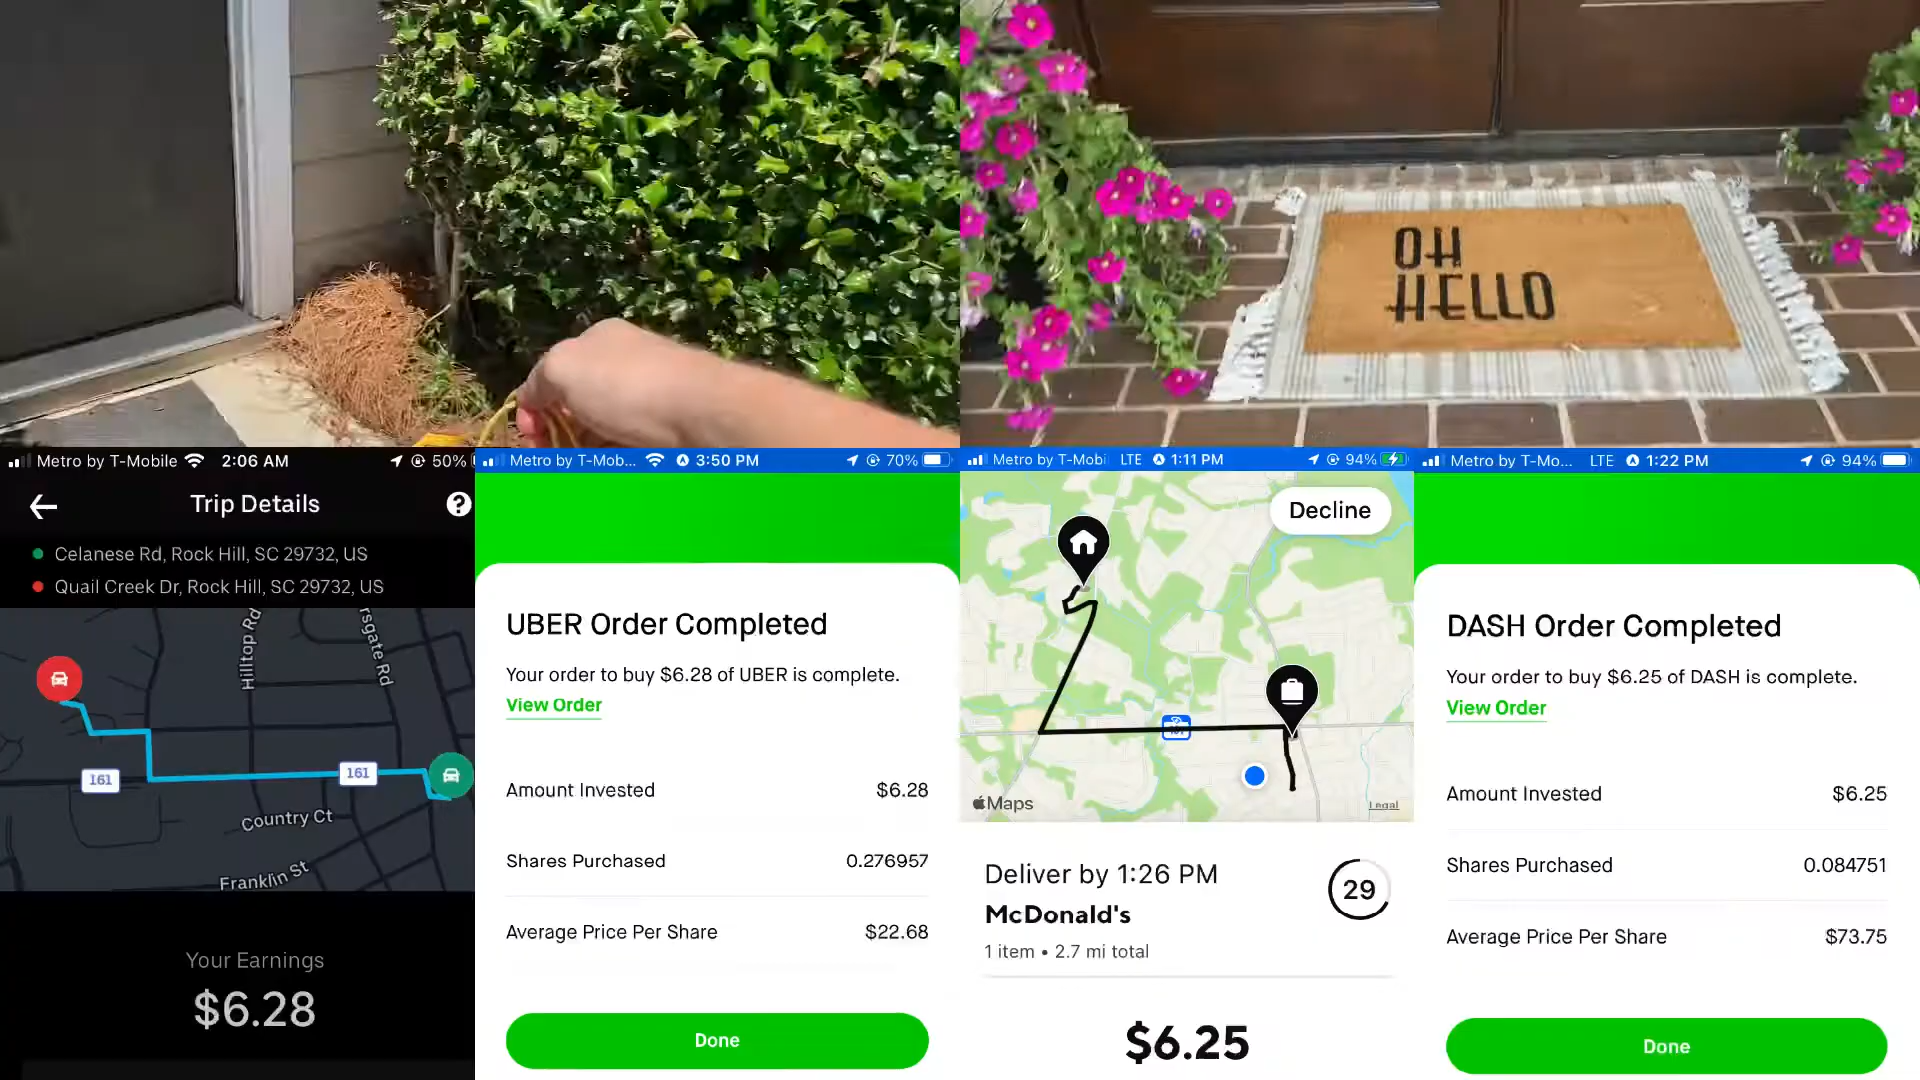 OH
HELLO
Metro by T-Mobile 2:06 AM 50%
Trip Details
?
Celanese Rd, Rock Hill, SC 29732, US
Quail Creek Dr, Rock Hill, SC 29732, US
Hilltop Rd
rsgate Rd
161
161
Country Ct
Franklin St
Your Earnings
$6.28
Metro by T-Mob... 3:50 PM 70%
UBER Order Completed
Your order to buy $6.28 of UBER is complete.
View Order
Amount Invested $6.28
Shares Purchased 0.276957
Average Price Per Share $22.68
Done
Metro by T-Mobi LTE 1:11 PM 94%
Decline
Maps
Legal
Deliver by 1:26 PM
29
McDonald's
1 item • 2.7 mi total
$6.25
Metro by T-Mo... LTE 1:22 PM 94%
DASH Order Completed
Your order to buy $6.25 of DASH is complete.
View Order
Amount Invested $6.25
Shares Purchased 0.084751
Average Price Per Share $73.75
Done